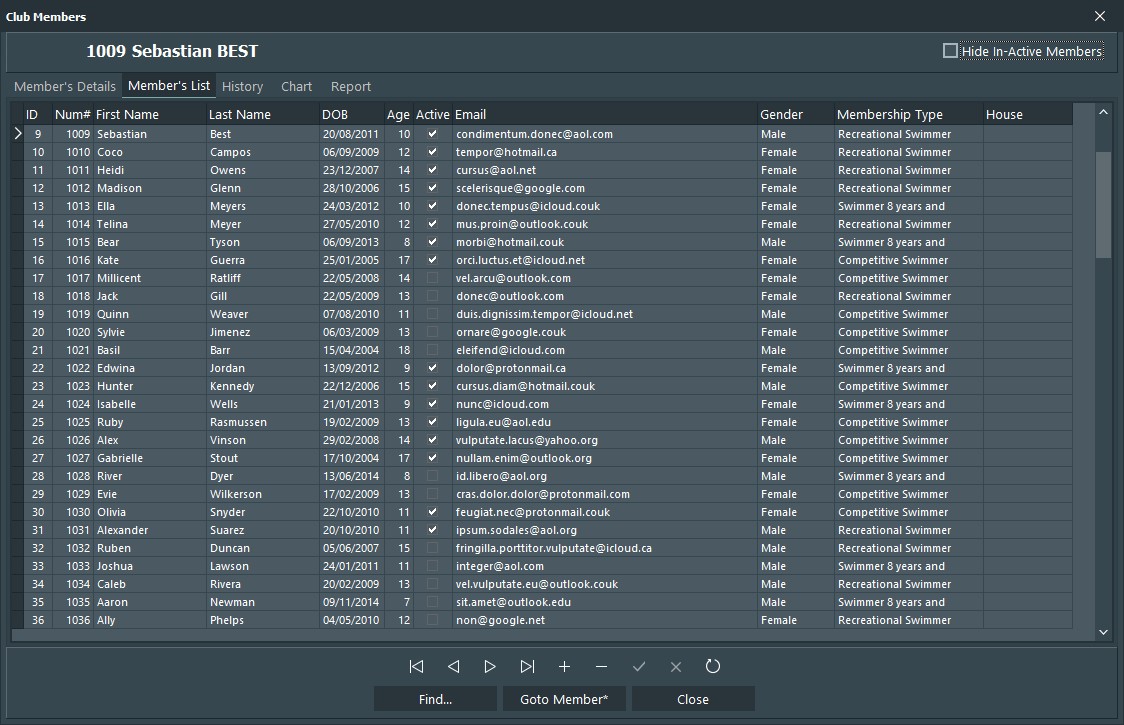 Club Members
1009 Sebastian BEST
Hide In-Active Members
Member's Details Member's List History Chart Report
ID Num# First Name Last Name DOB Age Active Email Gender Membership Type House
9 1009 Sebastian Best 20/08/2011 10 condimentum.donec@aol.com Male Recreational Swimmer
10 1010 Coco Campos 06/09/2009 12 tempor@hotmail.ca Female Recreational Swimmer
11 1011 Heidi Owens 23/12/2007 14 cursus@aol.net Female Recreational Swimmer
12 1012 Madison Glenn 28/10/2006 15 scelerisque@google.com Female Recreational Swimmer
13 1013 Ella Meyers 24/03/2012 10 donec.tempus@icloud.couk Female Swimmer 8 years and
14 1014 Telina Meyer 27/05/2010 12 mus.proin@outlook.couk Female Recreational Swimmer
15 1015 Bear Tyson 06/09/2013 8 morbi@hotmail.couk Male Swimmer 8 years and
16 1016 Kate Guerra 25/01/2005 17 orci.luctus.et@icloud.net Female Competitive Swimmer
17 1017 Millicent Ratliff 22/05/2008 14 vel.arcu@outlook.com Female Swimmer 8 years and
18 1018 Jack Gill 22/05/2009 13 donec@outlook.com Female Recreational Swimmer
19 1019 Quinn Weaver 07/08/2010 11 duis.dignissim.tempor@icloud.net Male Competitive Swimmer
20 1020 Sylvie Jimenez 06/03/2009 13 ornare@google.couk Female Competitive Swimmer
21 1021 Basil Barr 15/04/2004 18 eleifend@icloud.com Male Competitive Swimmer
22 1022 Edwina Jordan 13/09/2012 9 dolor@protonmail.ca Female Competitive Swimmer
23 1023 Hunter Kennedy 22/12/2006 15 cursus.diam@hotmail.couk Male Competitive Swimmer
24 1024 Isabelle Wells 21/01/2013 9 nunc@icloud.com Female Swimmer 8 years and
25 1025 Ruby Rasmussen 19/02/2009 13 ligula.eu@aol.edu Female Competitive Swimmer
26 1026 Alex Vinson 29/02/2008 14 vulputate.lacus@yahoo.org Male Competitive Swimmer
27 1027 Gabrielle Stout 17/10/2004 17 nullam.enim@outlook.org Female Competitive Swimmer
28 1028 River Dyer 13/06/2014 8 id.libero@aol.org Male Swimmer 8 years and
29 1029 Evie Wilkerson 17/02/2009 13 cras.dolor.dolor@protonmail.com Female Competitive Swimmer
30 1030 Olivia Snyder 22/10/2010 11 feugiat.nec@protonmail.couk Female Competitive Swimmer
31 1031 Alexander Suarez 20/10/2010 11 ipsum.sodales@aol.org Male Recreational Swimmer
32 1032 Ruben Duncan 05/06/2007 15 fringilla.porttitor.vulputate@icloud.ca Male Recreational Swimmer
33 1033 Joshua Lawson 24/01/2011 11 integer@aol.com Male Swimmer 8 years and
34 1034 Caleb Rivera 20/02/2009 13 vel.vulputate.eu@outlook.couk Male Recreational Swimmer
35 1035 Aaron Newman 09/11/2014 7 sit.amet@outlook.edu Male Swimmer 8 years and
36 1036 Ally Phelps 04/05/2010 12 non@google.net Female Recreational Swimmer
Find... Goto Member* Close